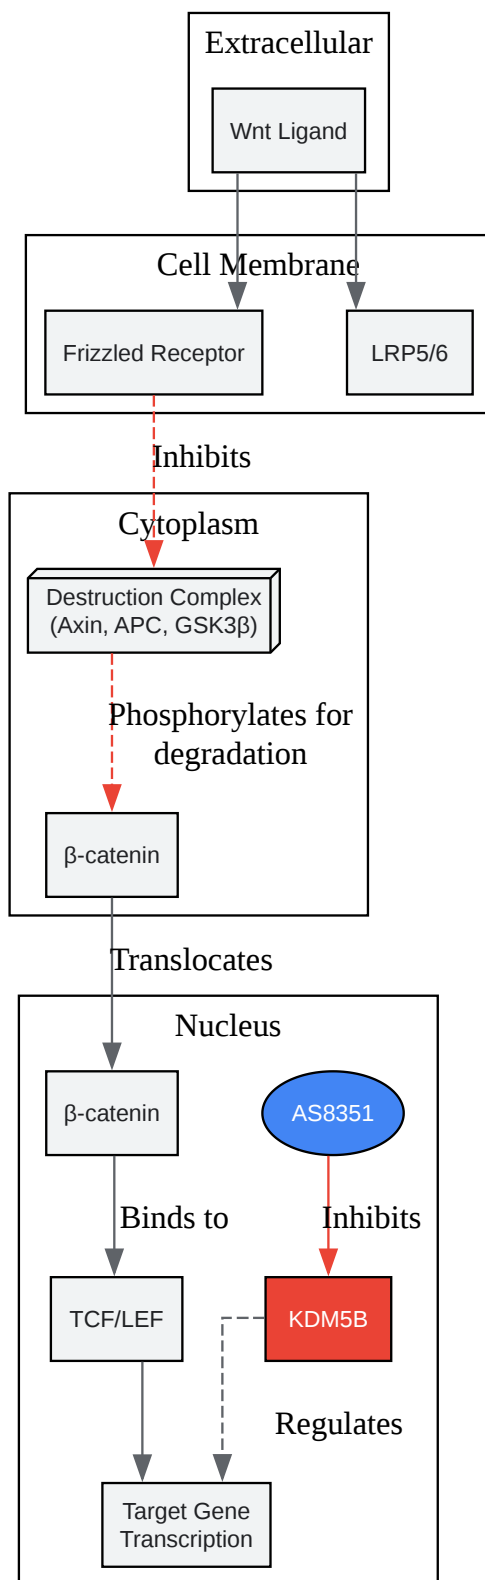 Extracellular
Wnt Ligand
Cell Membrane
Frizzled Receptor
LRP5/6
Inhibits
Cytoplasm
Destruction Complex
(Axin, APC, GSK3β)
Phosphorylates for
degradation
β-catenin
Translocates
Nucleus
β-catenin
AS8351
Binds to
Inhibits
TCF/LEF
KDM5B
Regulates
Target Gene
Transcription